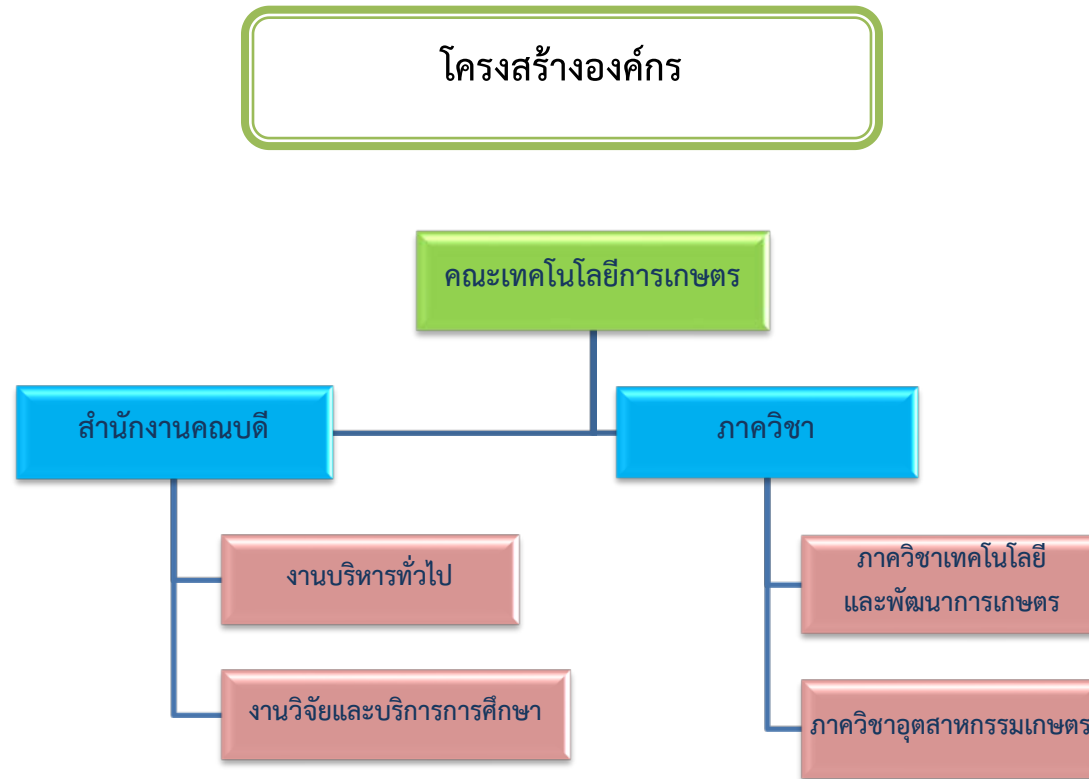 โครงสร้างองค์กร
คณะเทคโนโลยีการเกษตร
สำนักงานคณบดี
ภาควิชา
งานบริหารทั่วไป
งานวิจัยและบริการการศึกษา
ภาควิชาเทคโนโลยี
และพัฒนาการเกษตร
ภาควิชาอุตสาหกรรมเกษตร